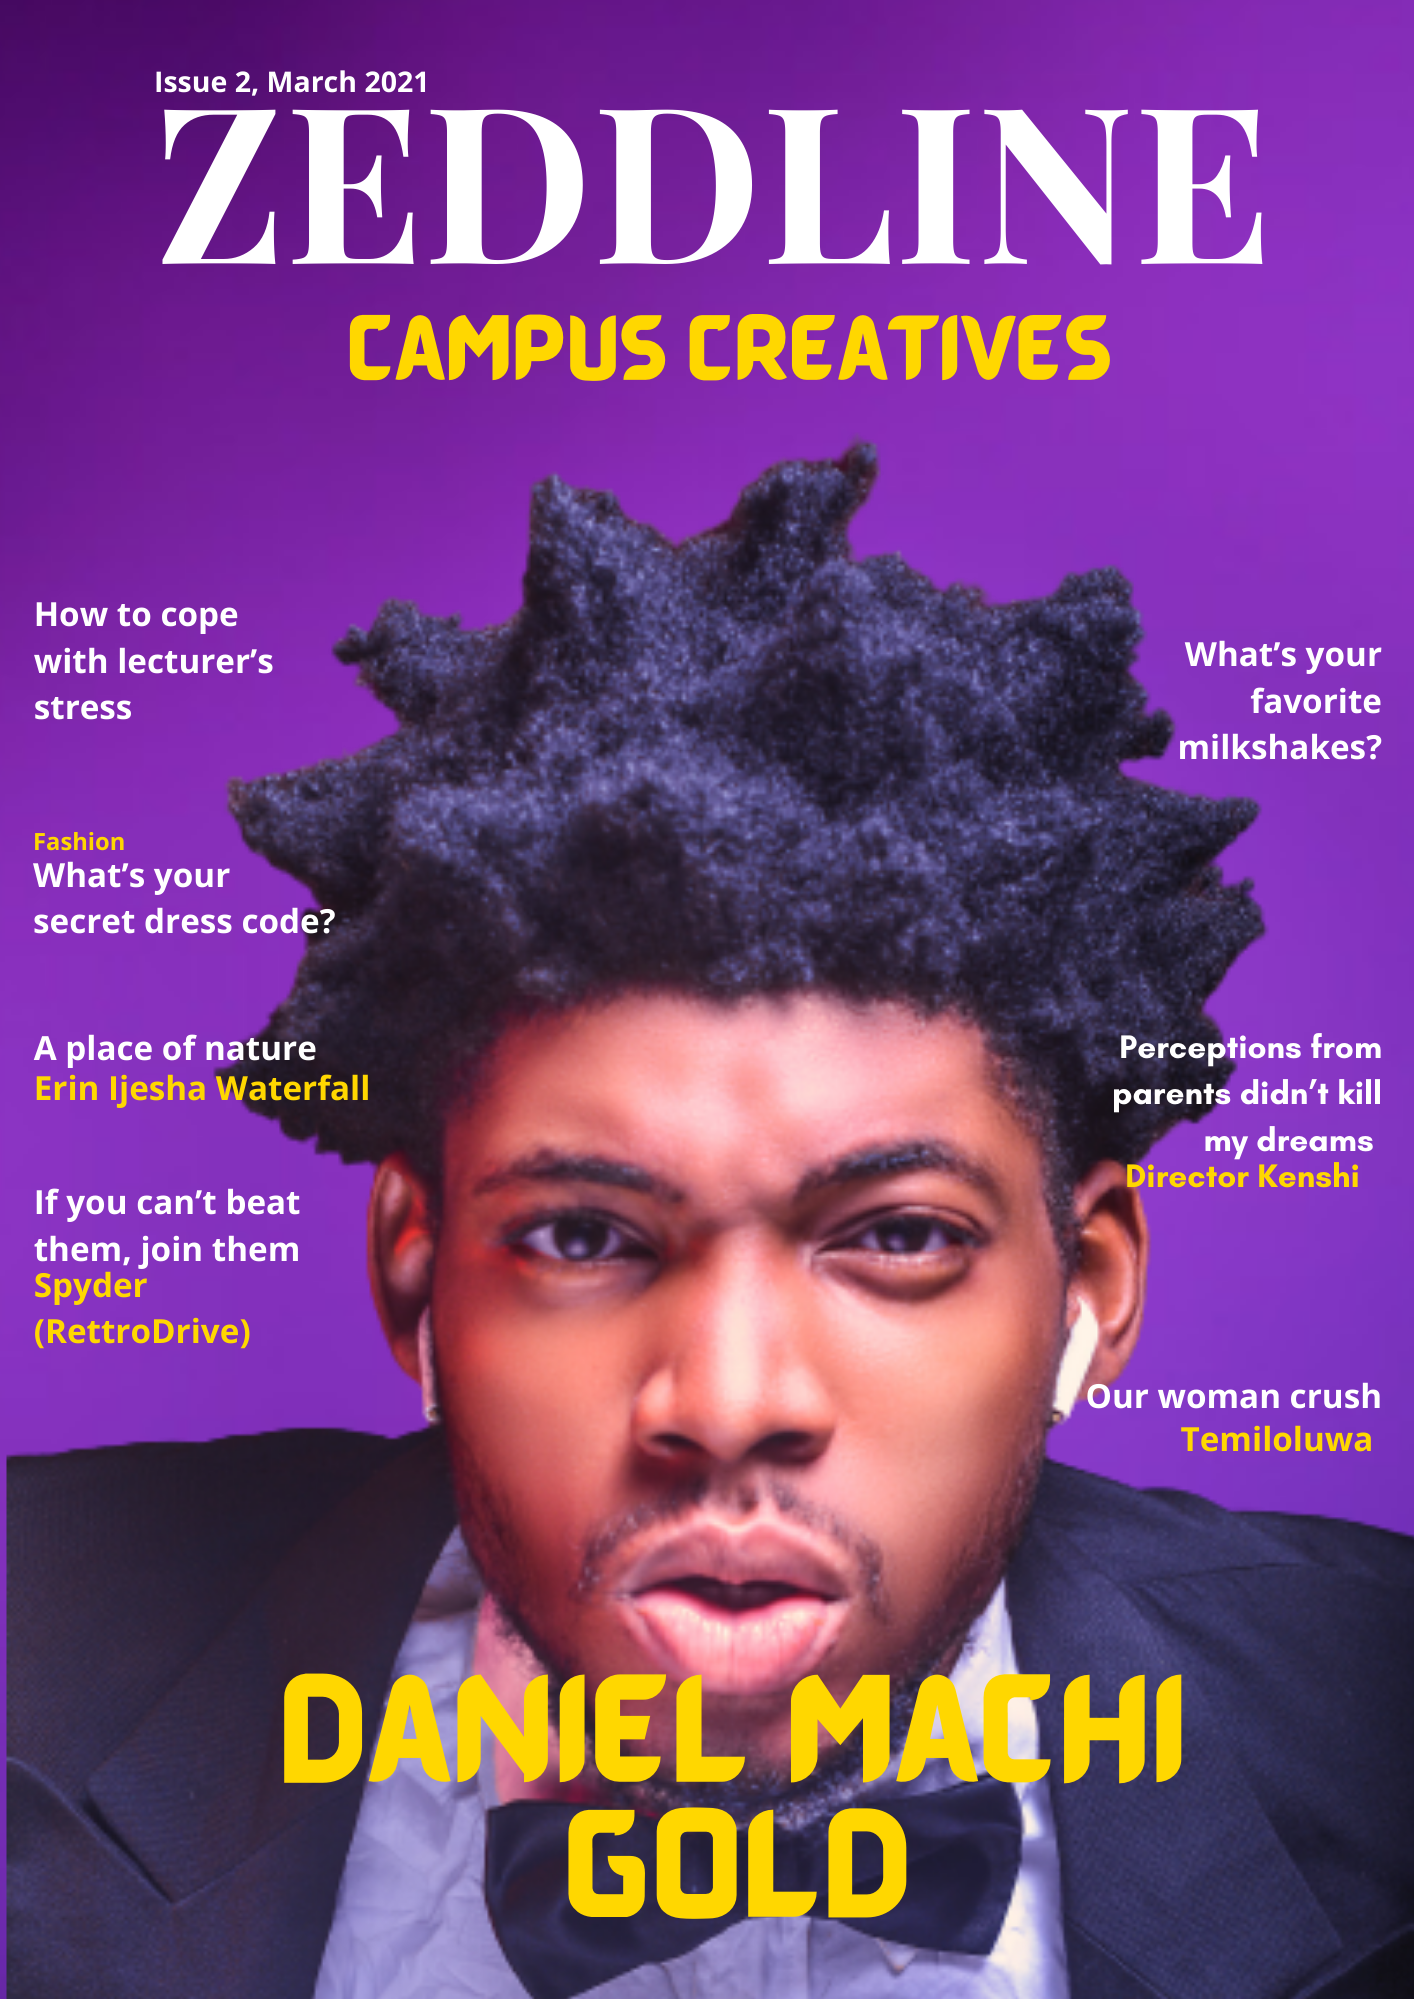 Issue 2, March 2021
ZEDDLINE
CAMPUS CREATIVES
How to cope
with lecturer's
stress
What's your
favorite
milkshakes?
Fashion
What's your
secret dress code?
A place of nature
Erin Ijesha Waterfall
Perceptions from
parents didn't kill
my dreams
Director Kenshi
If you can't beat
them, join them
Spyder
(RettroDrive)
Our woman crush
Temiloluwa
DANIEL MACHI
GOLD